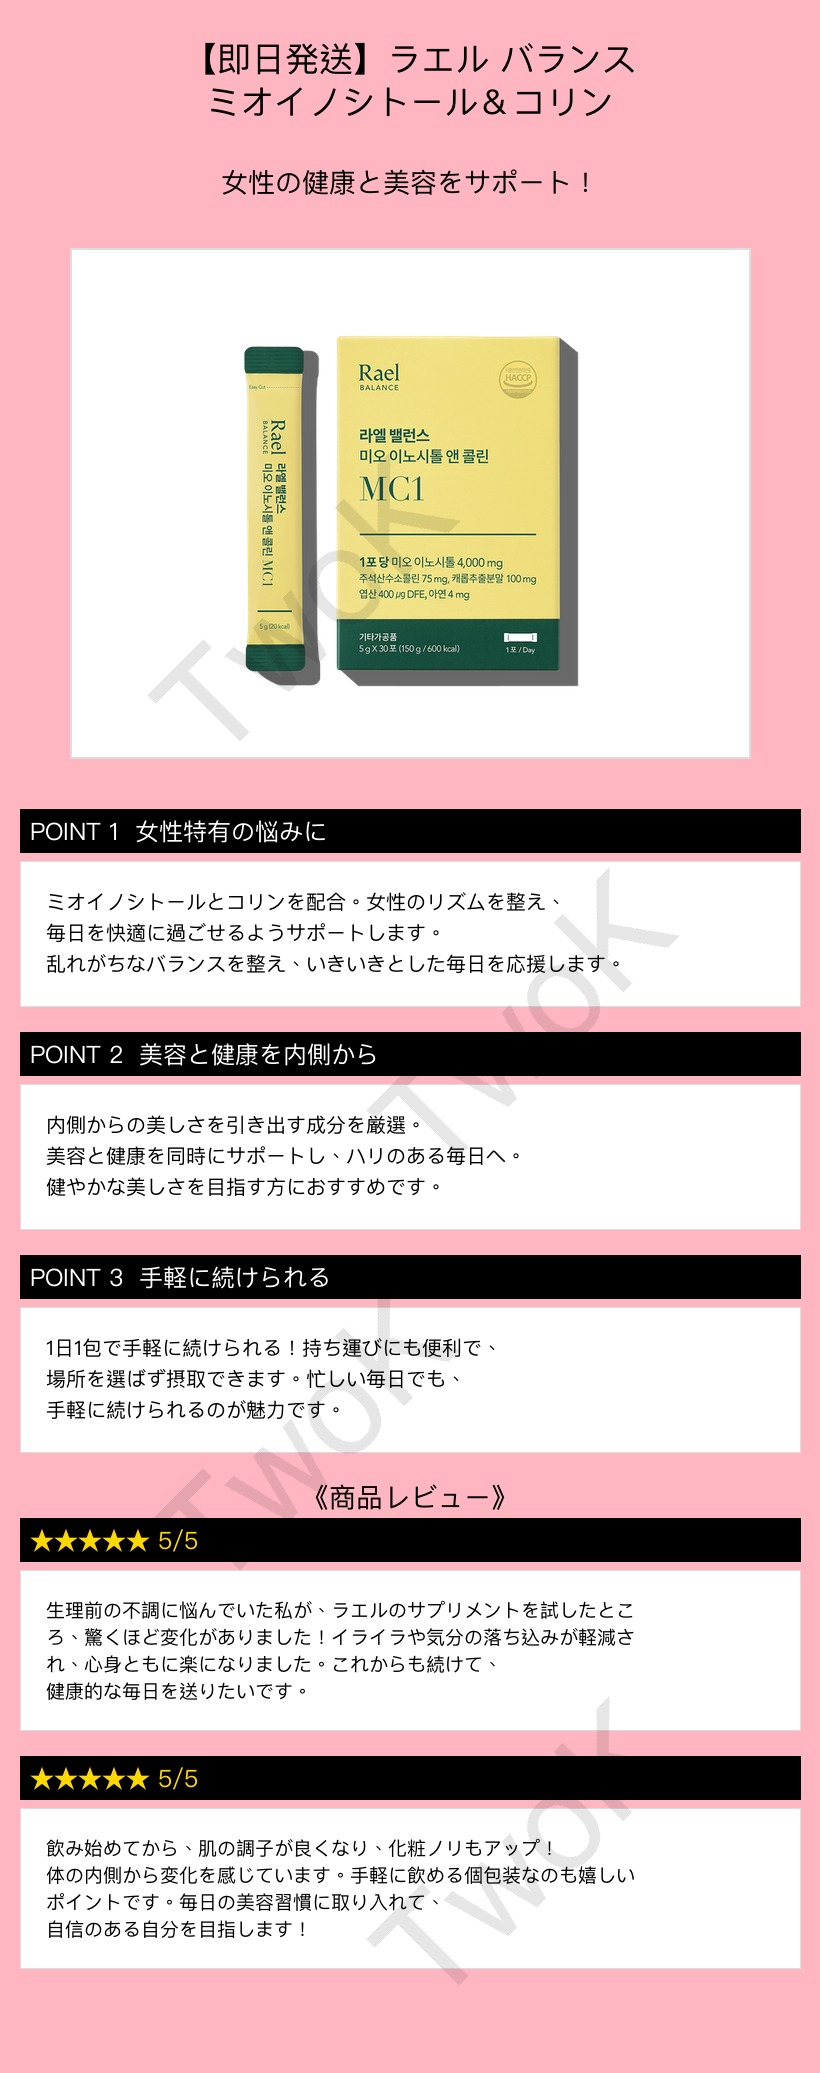 【即日発送】ラエル バランス
ミオイノシトール＆コリン
女性の健康と美容をサポート！
Easy Cut
Rael
BALANCE
라엘 밸런스
미오 이노시톨 앤 콜린 MC1
5 g (20 kcal)
Rael
BALANCE
HACCP
라엘 밸런스
미오 이노시톨 앤 콜린
MC1
1포 당 미오 이노시톨 4,000 mg
주석산수소콜린 75 mg, 캐롭추출분말 100 mg
엽산 400 μg DFE, 아연 4 mg
기타가공품
5 g X 30 포 (150 g / 600 kcal)
1 포 / Day
TwoK
POINT 1 女性特有の悩みに
ミオイノシトールとコリンを配合。女性のリズムを整え、
毎日を快適に過ごせるようサポートします。
乱れがちなバランスを整え、いきいきとした毎日を応援します。
TwoK
POINT 2 美容と健康を内側から
内側からの美しさを引き出す成分を厳選。
美容と健康を同時にサポートし、ハリのある毎日へ。
健やかな美しさを目指す方におすすめです。
POINT 3 手軽に続けられる
1日1包で手軽に続けられる！持ち運びにも便利で、
場所を選ばず摂取できます。忙しい毎日でも、
手軽に続けられるのが魅力です。
TwoK
《商品レビュー》
★★★★★ 5/5
生理前の不調に悩んでいた私が、ラエルのサプリメントを試したとこ
ろ、驚くほど変化がありました！イライラや気分の落ち込みが軽減さ
れ、心身ともに楽になりました。これからも続けて、
健康的な毎日を送りたいです。
★★★★★ 5/5
飲み始めてから、肌の調子が良くなり、化粧ノリもアップ！
体の内側から変化を感じています。手軽に飲める個包装なのも嬉しい
ポイントです。毎日の美容習慣に取り入れて、
自信のある自分を目指します！
TwoK